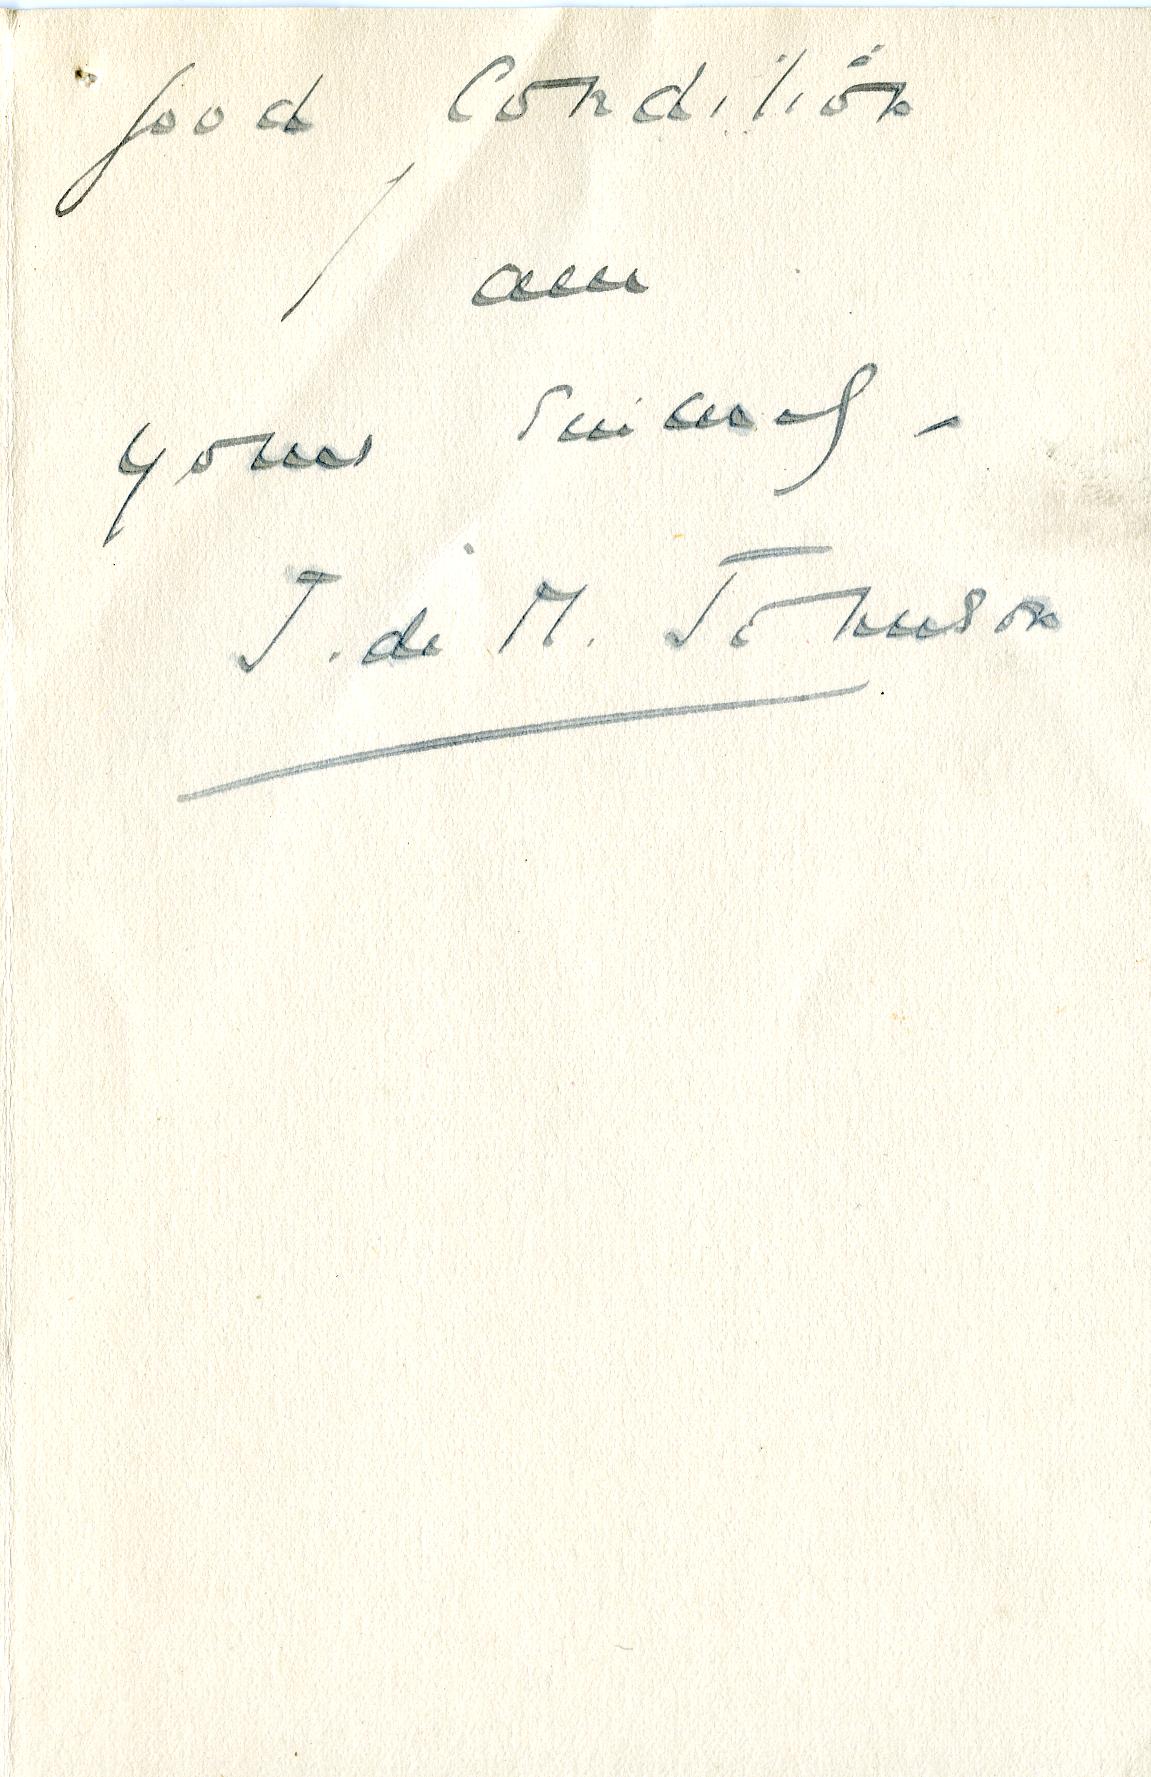 good condition
I am
yours sincerely -
J. de M. Johnson